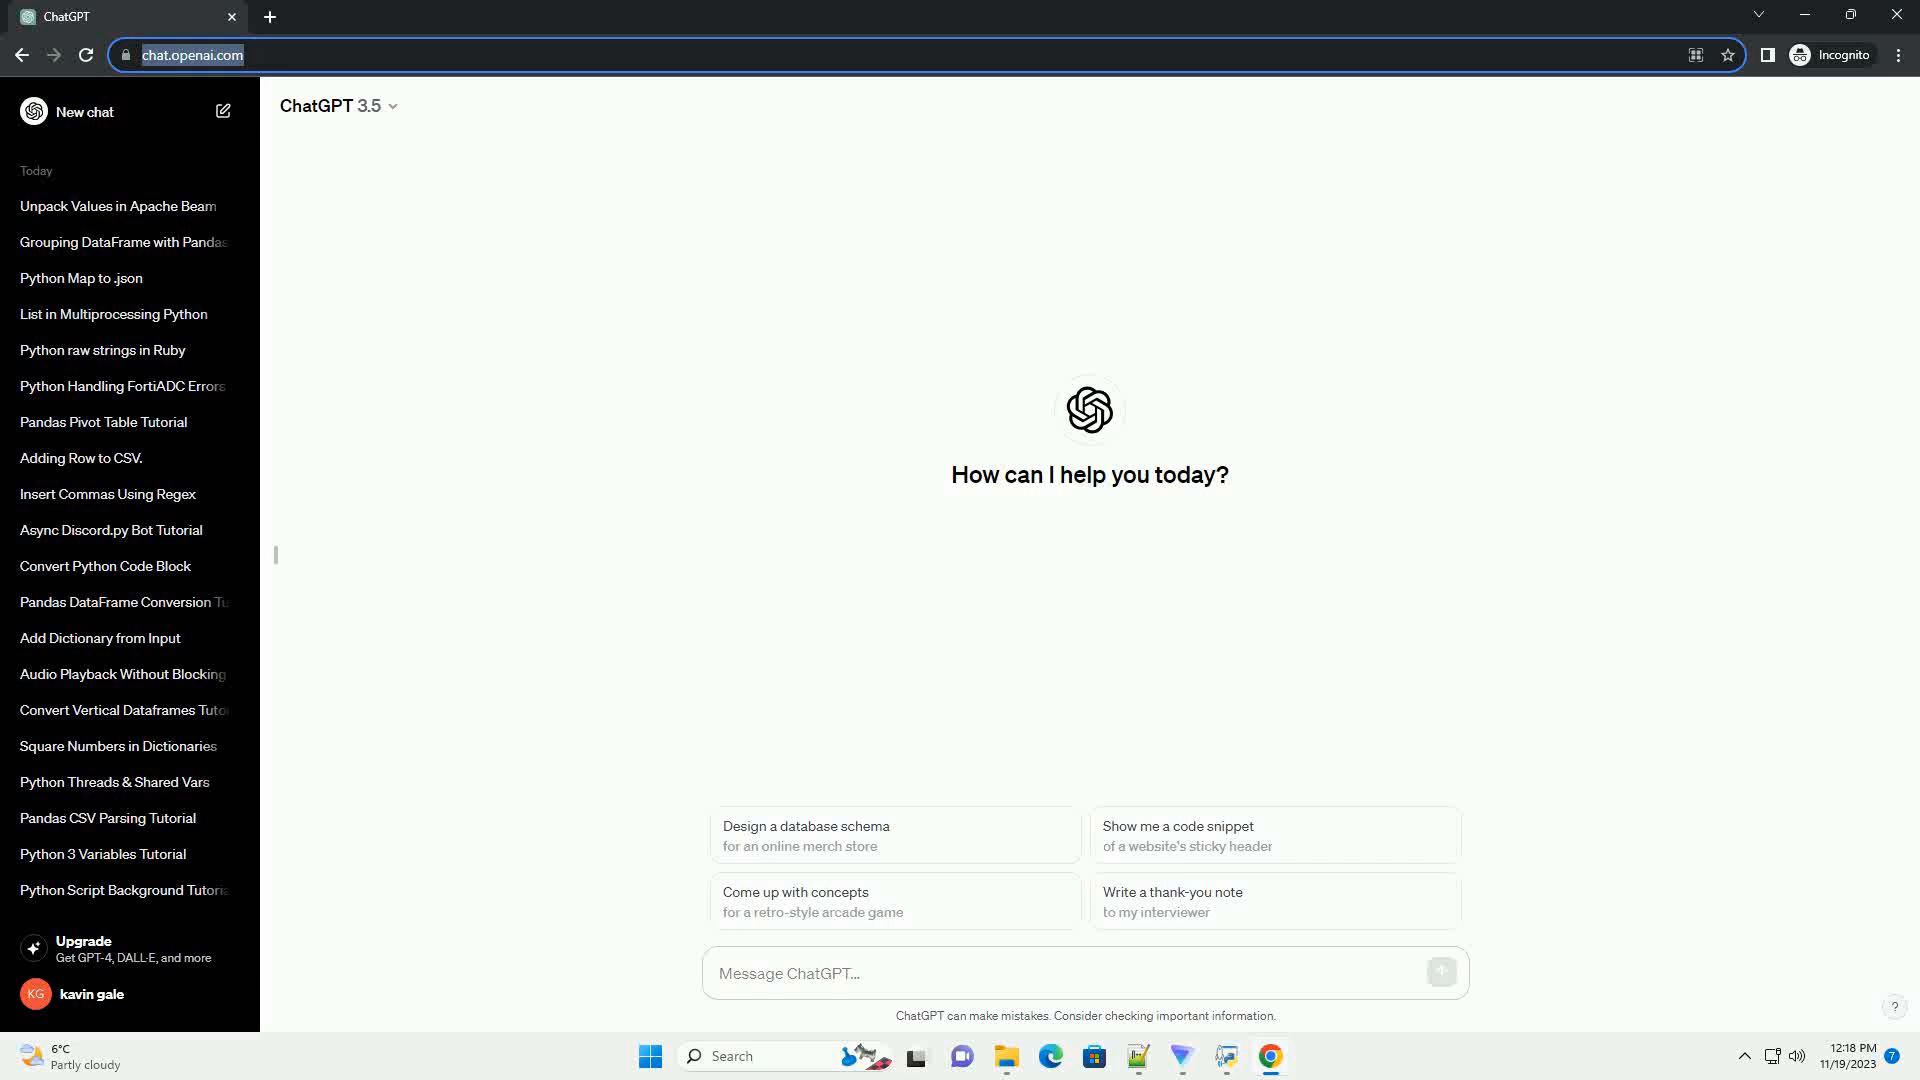 ChatGPT
chat.openai.com
Incognito
New chat
ChatGPT 3.5
Today
Unpack Values in Apache Beam
Grouping DataFrame with Pandas
Python Map to .json
List in Multiprocessing Python
Python raw strings in Ruby
Python Handling FortiADC Errors
Pandas Pivot Table Tutorial
Adding Row to CSV.
Insert Commas Using Regex
Async Discord.py Bot Tutorial
Convert Python Code Block
Pandas DataFrame Conversion Tu
Add Dictionary from Input
Audio Playback Without Blocking
Convert Vertical Dataframes Tuto
Square Numbers in Dictionaries
Python Threads & Shared Vars
Pandas CSV Parsing Tutorial
Python 3 Variables Tutorial
Python Script Background Tutoria
Upgrade
Get GPT-4, DALL·E, and more
KG
kavin gale
How can I help you today?
Design a database schema
for an online merch store
Show me a code snippet
of a website's sticky header
Come up with concepts
for a retro-style arcade game
Write a thank-you note
to my interviewer
Message ChatGPT...
ChatGPT can make mistakes. Consider checking important information.
?
6°C
Partly cloudy
Search
12:18 PM
11/19/2023
7